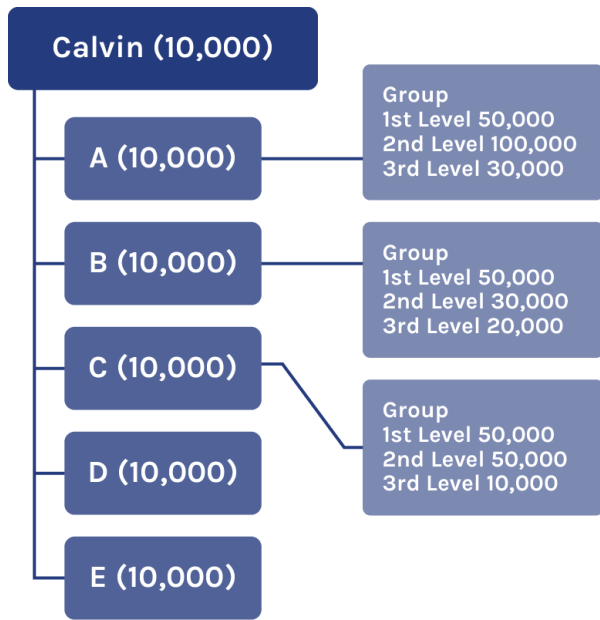 Calvin (10,000)
A (10,000)
Group
1st Level 50,000
2nd Level 100,000
3rd Level 30,000
B (10,000)
Group
1st Level 50,000
2nd Level 30,000
3rd Level 20,000
C (10,000)
Group
1st Level 50,000
2nd Level 50,000
3rd Level 10,000
D (10,000)
E (10,000)